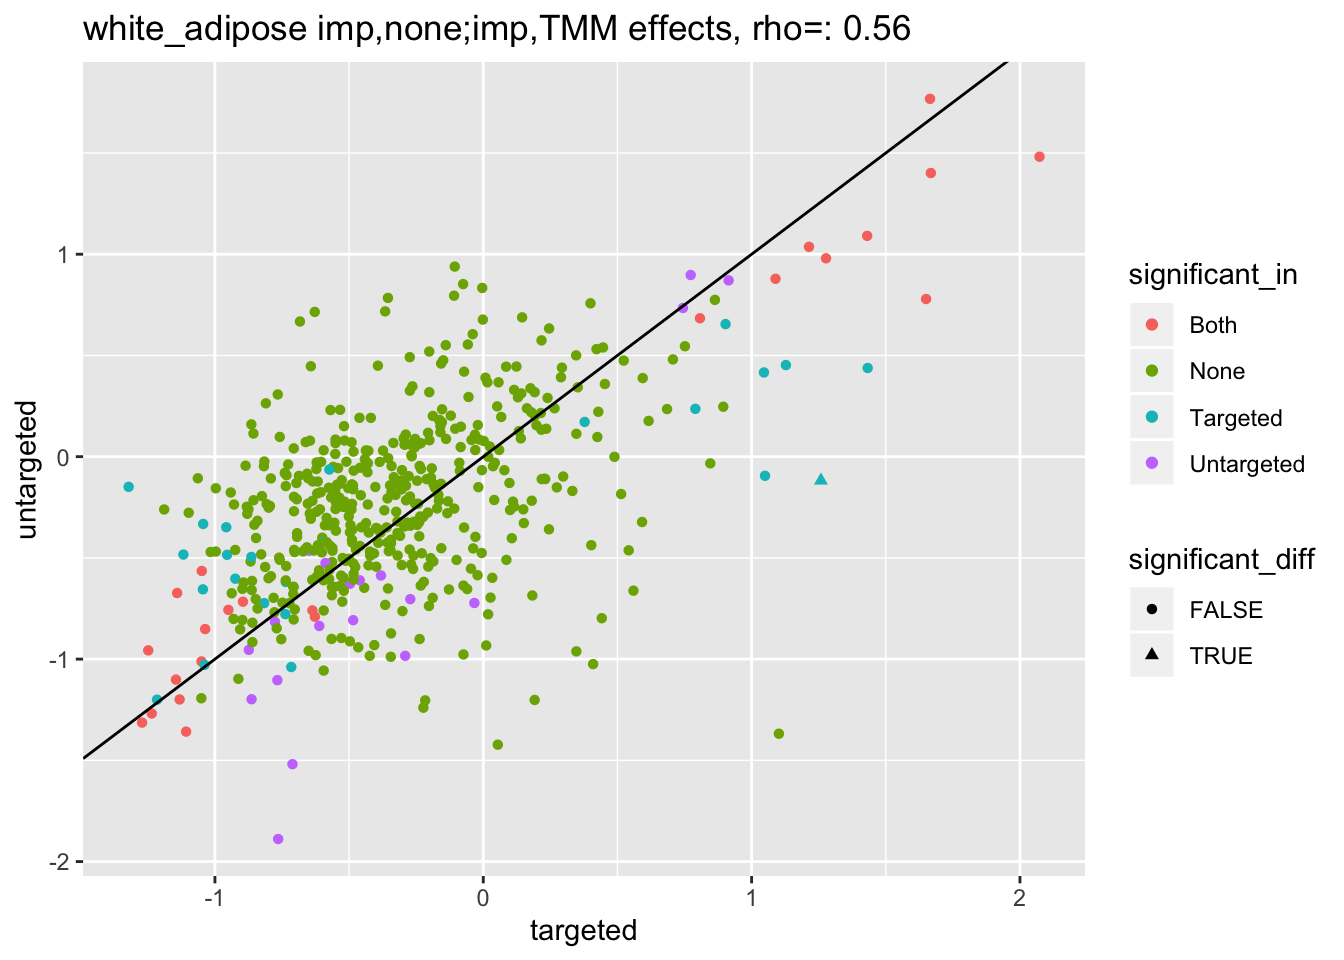 white_adipose imp,none;imp,TMM effects, rho=: 0.56
untargeted
1
0
-1
-2
-1
0
1
2
targeted
significant_in
Both
None
Targeted
Untargeted
significant_diff
FALSE
TRUE